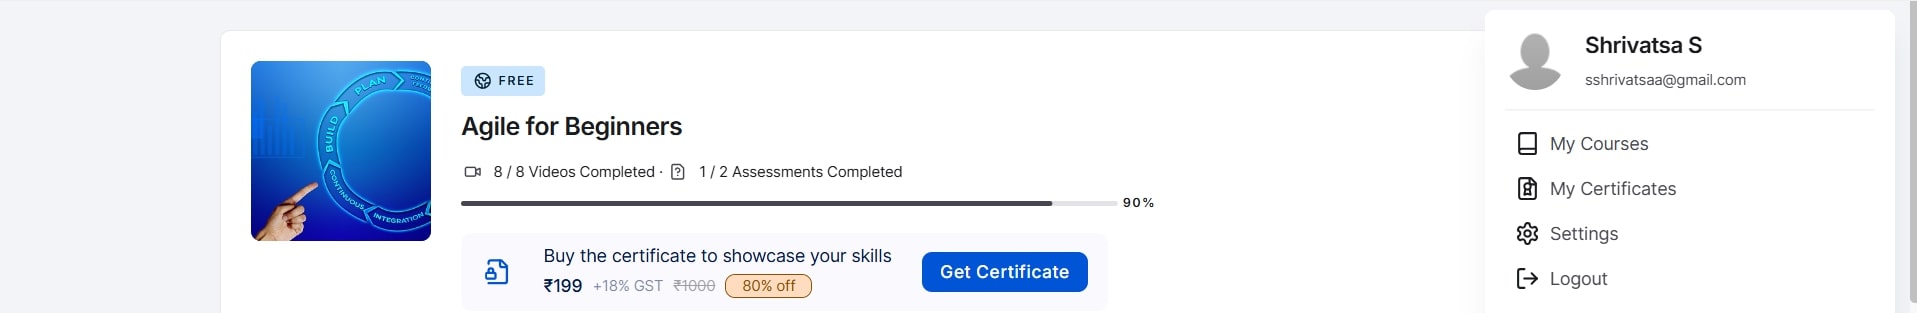 PLAN
BUILD
CONTINUOUS
INTEGRATION
FREE
Agile for Beginners
8 / 8 Videos Completed · 1 / 2 Assessments Completed
90%
Buy the certificate to showcase your skills
₹199 +18% GST ₹1000 80% off
Get Certificate
Shrivatsa S
sshrivatsaa@gmail.com
My Courses
My Certificates
Settings
Logout